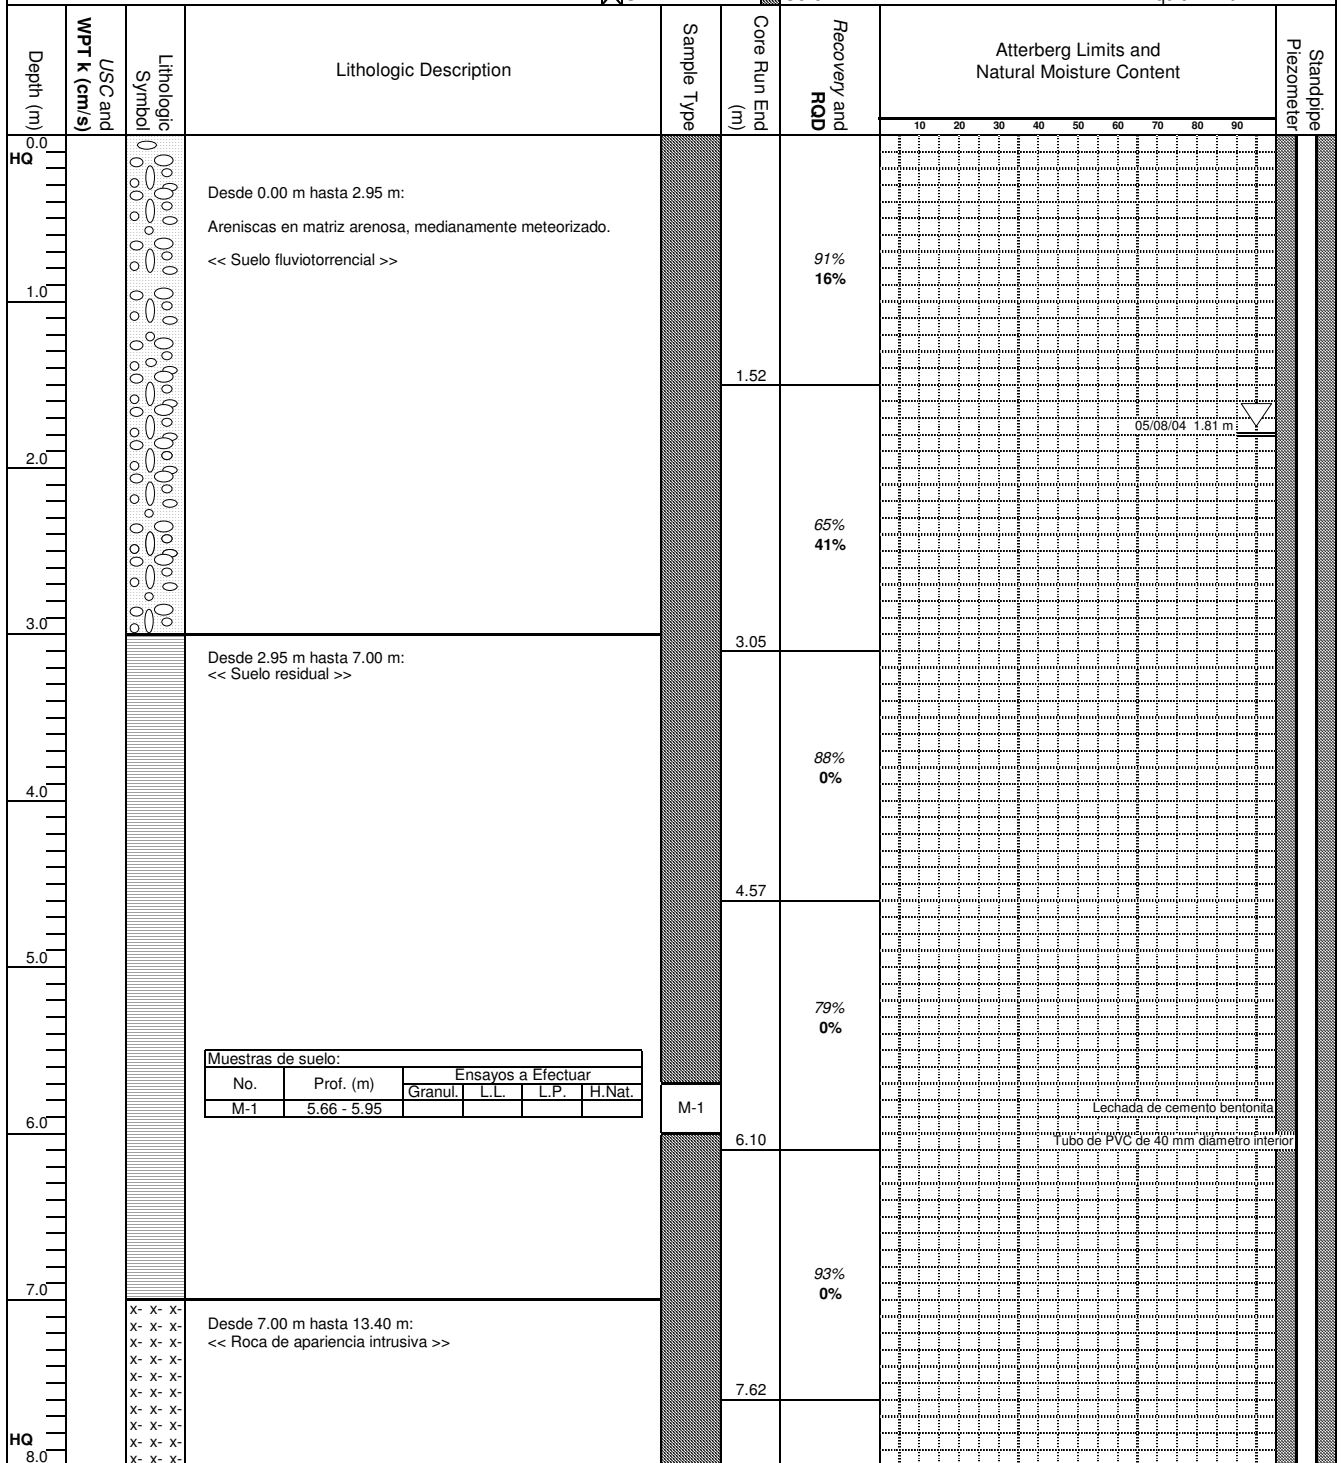 Depth (m)
USC and
WPT k (cm/s)
Lithologic
Symbol
Lithologic Description
Sample Type
Core Run End
(m)
Recovery and
RQD
Atterberg Limits and
Natural Moisture Content
Standpipe
Piezometer
10 20 30 40 50 60 70 80 90
0.0
HQ
Desde 0.00 m hasta 2.95 m:
Areniscas en matriz arenosa, medianamente meteorizado.
<< Suelo fluviotorrencial >>
91%
16%
1.0
1.52
05/08/04 1.81 m
2.0
65%
41%
3.0
3.05
Desde 2.95 m hasta 7.00 m:
<< Suelo residual >>
88%
0%
4.0
4.57
5.0
79%
0%
Muestras de suelo:
No. Prof. (m) Ensayos a Efectuar
Granul. L.L. L.P. H.Nat.
M-1 5.66 - 5.95
M-1
Lechada de cemento bentonita
6.0
6.10
Tubo de PVC de 40 mm diámetro interior
93%
0%
7.0
x- x- x-
Desde 7.00 m hasta 13.40 m:
x- x- x-
<< Roca de apariencia intrusiva >>
x- x- x-
x- x- x-
x- x- x-
7.62
x- x- x-
x- x- x-
x- x- x-
HQ
x- x- x-
8.0
x- x- x-